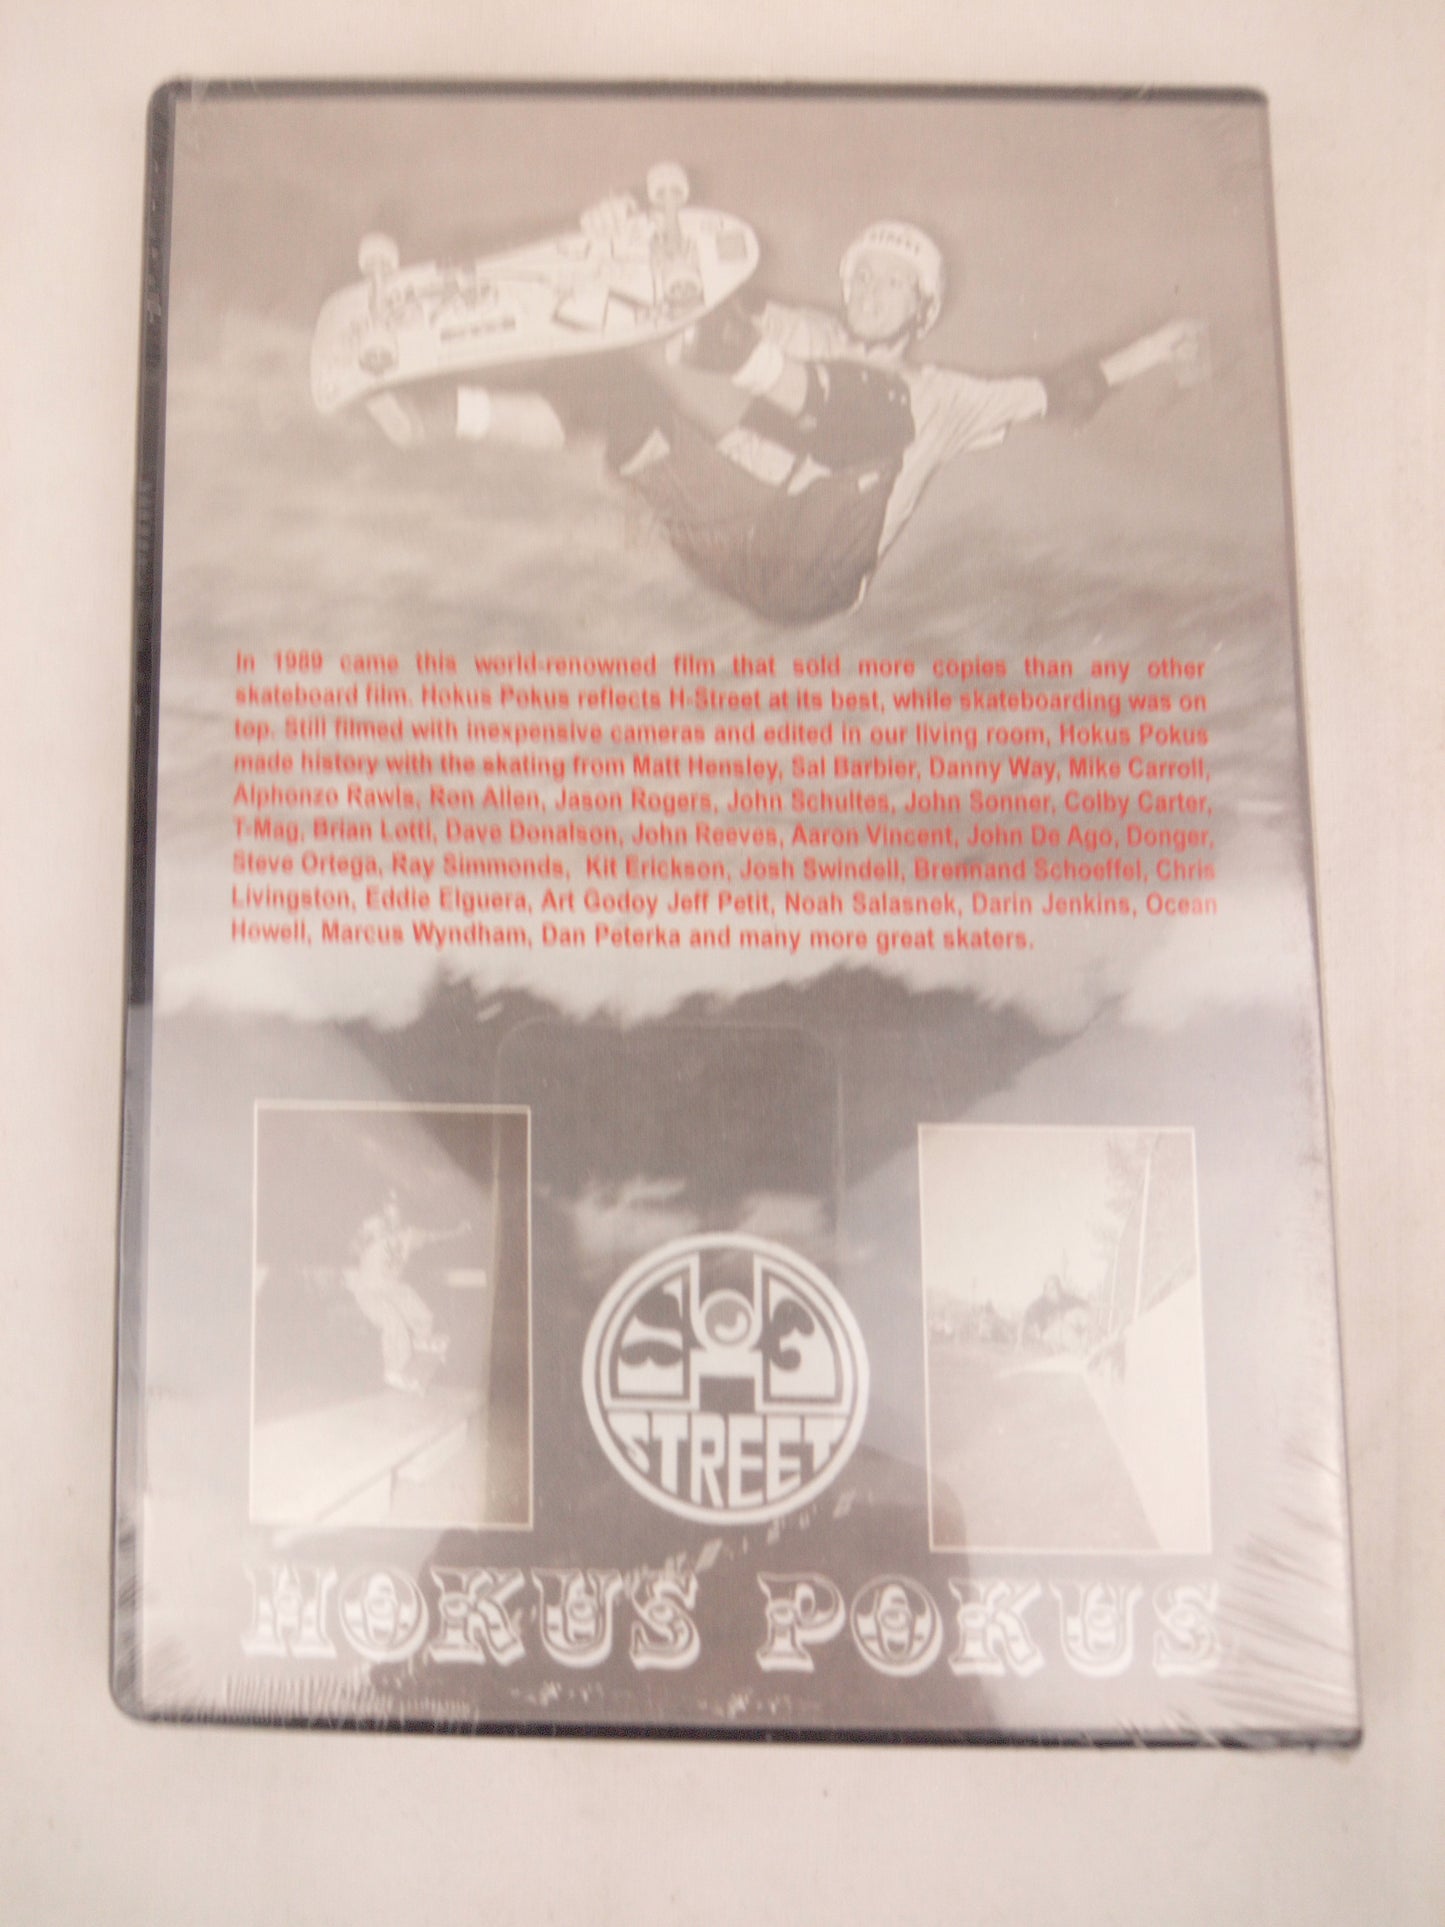 STREET
In 1989 came this world-renowned film that sold more copies than any other
skateboard film. Hokus Pokus reflects H-Street at its best, while skateboarding was on
top. Still filmed with inexpensive cameras and edited in our living room, Hokus Pokus
made history with the skating from Matt Hensley, Sal Barbier, Danny Way, Mike Carroll,
Alphonzo Rawls, Ron Allen, Jason Rogers, John Schultes, John Sonner, Colby Carter,
T-Mag, Brian Lotti, Dave Donalson, John Reeves, Aaron Vincent, John De Ago, Donger,
Steve Ortega, Ray Simmonds, Kit Erickson, Josh Swindell, Brennand Schoeffel, Chris
Livingston, Eddie Elguera, Art Godoy Jeff Petit, Noah Salasnek, Darin Jenkins, Ocean
Howell, Marcus Wyndham, Dan Peterka and many more great skaters.
H
STREET
HOKUS POKUS